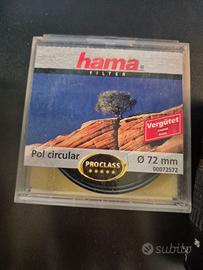 hama
FILTER
Vergütet
Pol circular
PROCLASS
Ø 72 mm
00072572
subito